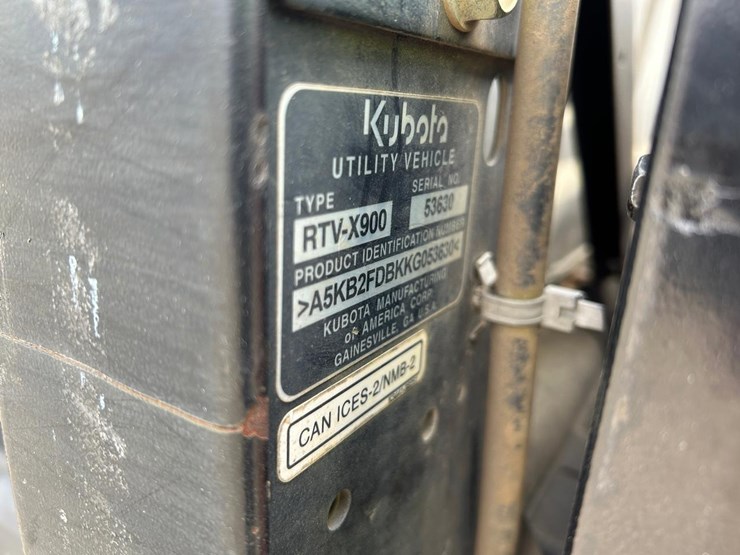 Kubota
UTILITY VEHICLE
TYPE
SERIAL NO.
RTV-X900
53630
PRODUCT IDENTIFICATION NUMBER
>A5KB2FDBKKG053630<
KUBOTA MANUFACTURING
OF AMERICA CORP.
GAINESVILLE, GA U.S.A.
CAN ICES-2/NMB-2